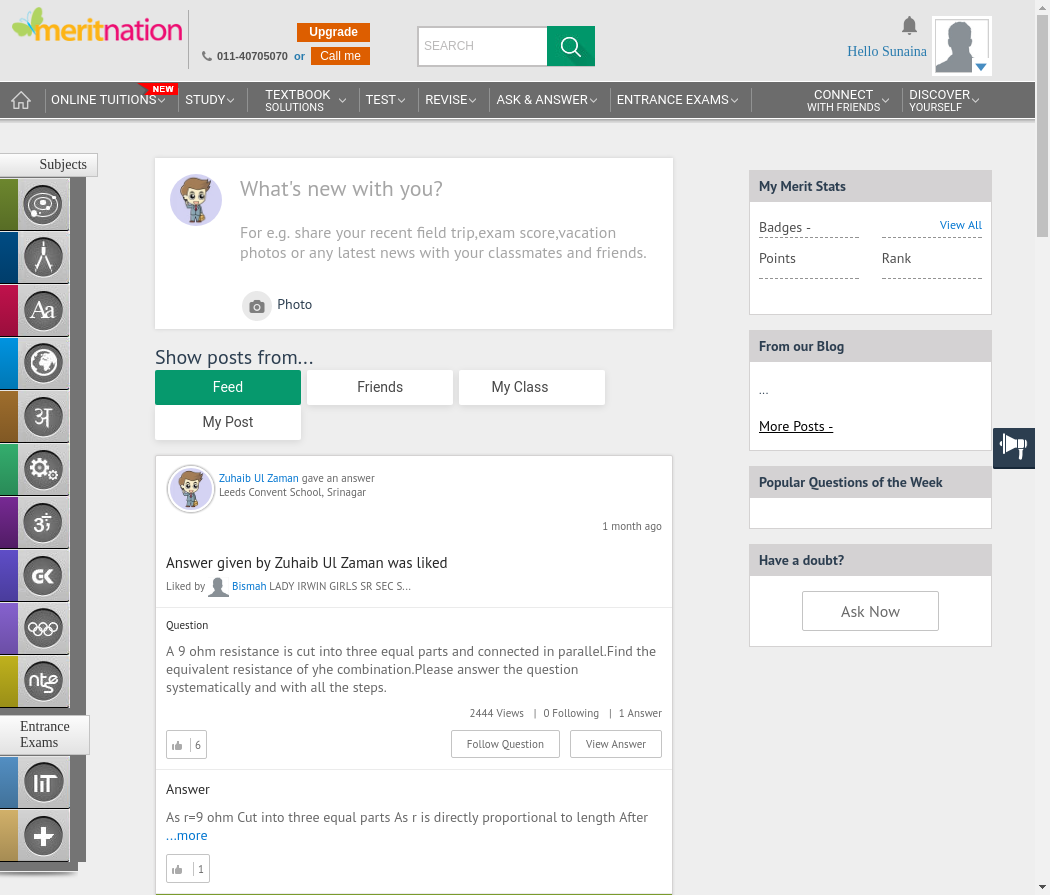 meritnation
Upgrade
011-40705070 or Call me
SEARCH
Hello Sunaina
NEW
ONLINE TUITIONS
STUDY
TEXTBOOK
SOLUTIONS
TEST
REVISE
ASK & ANSWER
ENTRANCE EXAMS
CONNECT
WITH FRIENDS
DISCOVER
YOURSELF
Subjects
Aa
अ
ॐ
GK
nte
s
Entrance
Exams
IIT
What's new with you?
For e.g. share your recent field trip,exam score,vacation
photos or any latest news with your classmates and friends.
Photo
Show posts from...
Feed
Friends
My Class
My Post
Zuhaib Ul Zaman gave an answer
Leeds Convent School, Srinagar
1 month ago
Answer given by Zuhaib Ul Zaman was liked
Liked by Bismah LADY IRWIN GIRLS SR SEC S...
Question
A 9 ohm resistance is cut into three equal parts and connected in parallel.Find the
equivalent resistance of yhe combination.Please answer the question
systematically and with all the steps.
2444 Views | 0 Following | 1 Answer
6
Follow Question
View Answer
Answer
As r=9 ohm Cut into three equal parts As r is directly proportional to length After
...more
1
My Merit Stats
Badges -
View All
Points
Rank
From our Blog
...
More Posts -
Popular Questions of the Week
Have a doubt?
Ask Now